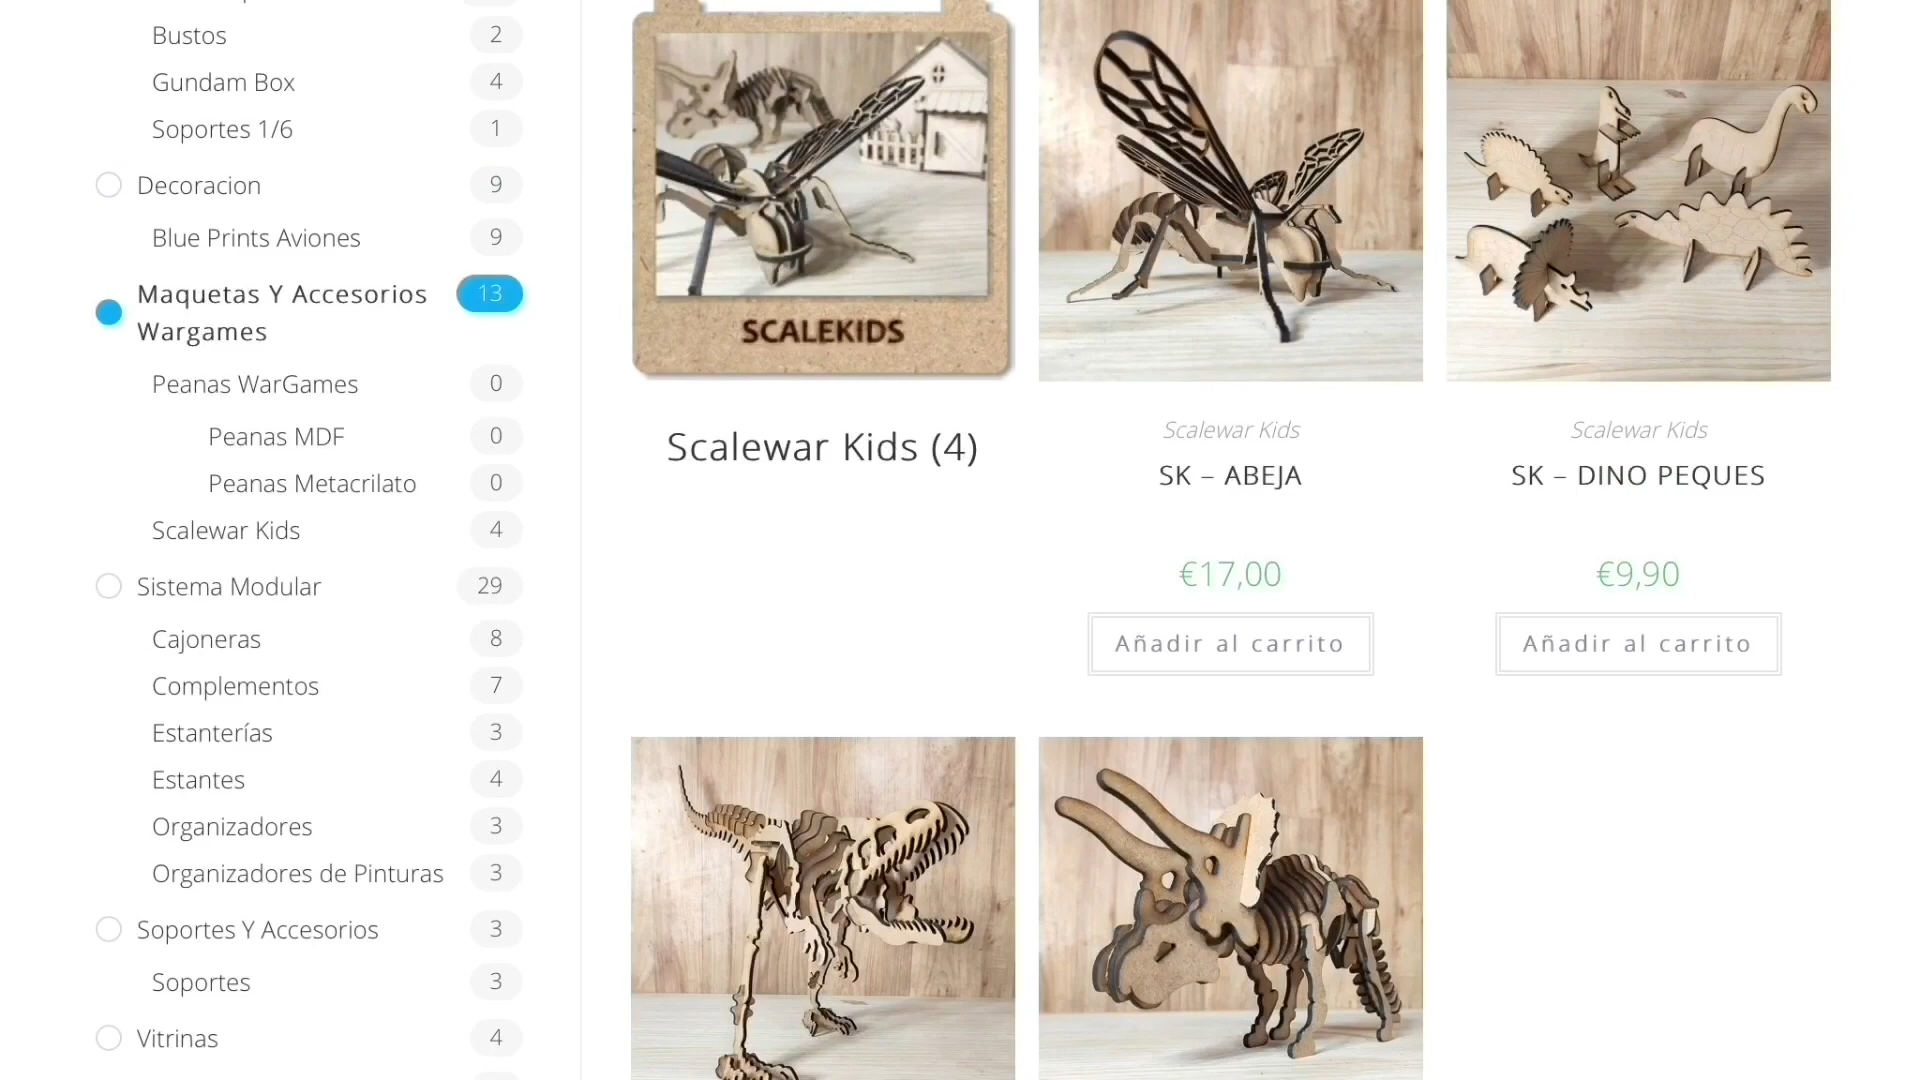 Bustos 2
Gundam Box 4
Soportes 1/6 1
Decoracion 9
Blue Prints Aviones 9
Maquetas Y Accesorios 13
Wargames
Peanas WarGames 0
Peanas MDF 0
Peanas Metacrilato 0
Scalewar Kids 4
Sistema Modular 29
Cajoneras 8
Complementos 7
Estanterías 3
Estantes 4
Organizadores 3
Organizadores de Pinturas 3
Soportes Y Accesorios 3
Soportes 3
Vitrinas 4
SCALEKIDS
Scalewar Kids (4)
Scalewar Kids
SK – ABEJA
€17,00
Añadir al carrito
Scalewar Kids
SK – DINO PEQUES
€9,90
Añadir al carrito